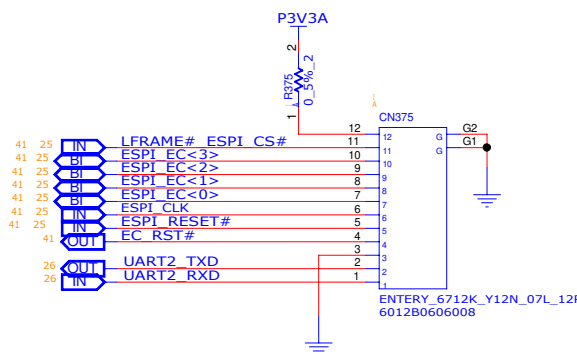 P3V3A
2
R375
0_5%_2
1
A
A
CN375
12
12
G
G2
G
G1
41 25 IN LFRAME#_ESPI_CS# 11 11
41 25 BI ESPI_EC<3> 10 10
41 25 BI ESPI_EC<2> 9 9
41 25 BI ESPI_EC<1> 8 8
41 25 BI ESPI_EC<0> 7 7
41 25 IN ESPI_CLK 6 6
41 25 IN ESPI_RESET# 5 5
41 OUT EC_RST# 4 4
3 3
26 OUT UART2_TXD 2 2
26 IN UART2_RXD 1 1
ENTERY_6712K_Y12N_07L_12P
6012B0606008